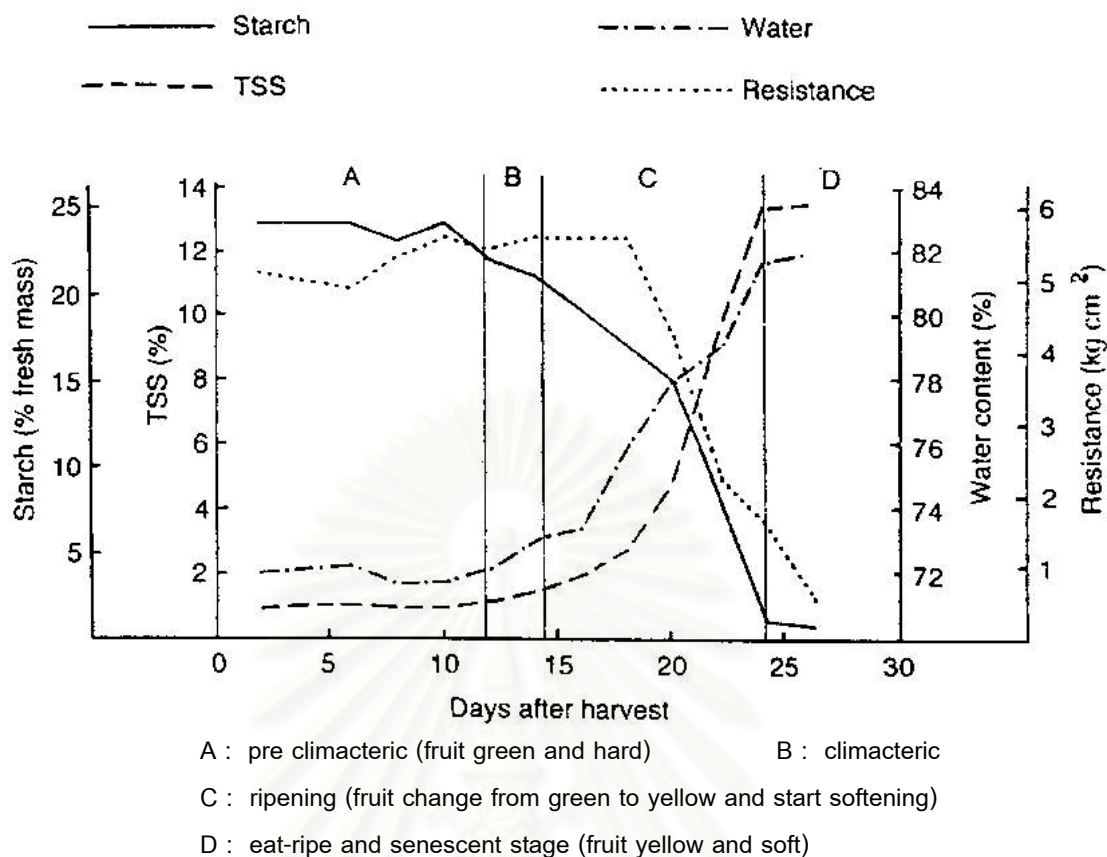 Starch
Water
TSS
Resistance
A
B
C
D
25
20
15
10
5
Starch (% fresh mass)
14
12
10
8
6
4
2
TSS (%)
84
82
80
78
76
74
72
Water content (%)
6
5
4
3
2
1
Resistance (kg cm²)
0 5 10 15 20 25 30
Days after harvest
A : pre climacteric (fruit green and hard) B : climacteric
C : ripening (fruit change from green to yellow and start softening)
D : eat-ripe and senescent stage (fruit yellow and soft)